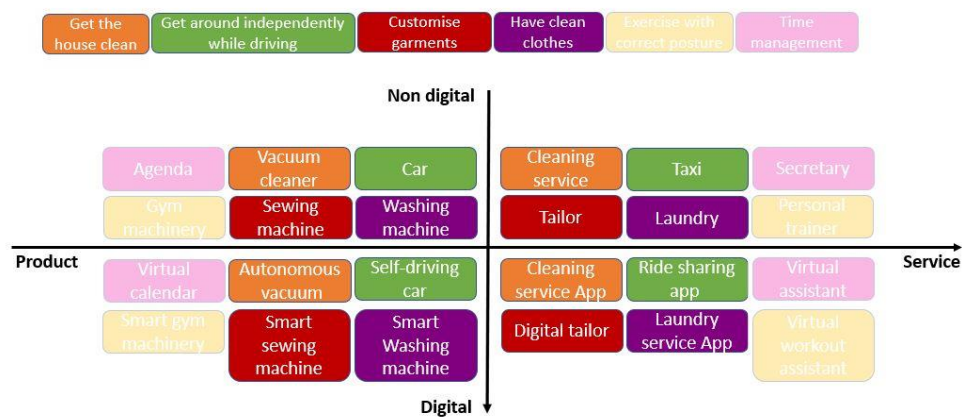 Get the
house clean
Get around independently
while driving
Customise
garments
Have clean
clothes
Exercise with
correct posture
Time
management
Non digital
Agenda
Vacuum
cleaner
Car
Cleaning
service
Taxi
Secretary
Gym
machinery
Sewing
machine
Washing
machine
Tailor
Laundry
Personal
trainer
Product
Service
Virtual
calendar
Autonomous
vacuum
Self-driving
car
Cleaning
service App
Ride sharing
app
Virtual
assistant
Smart gym
machinery
Smart
sewing
machine
Smart
Washing
machine
Digital tailor
Laundry
service App
Virtual
workout
assistant
Digital